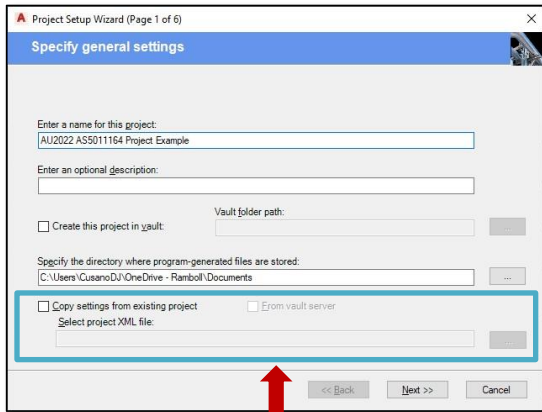 Project Setup Wizard (Page 1 of 6)
Specify general settings
Enter a name for this project:
AU2022 AS5011164 Project Example
Enter an optional description:
Vault folder path:
Create this project in vault:
...
Specify the directory where program-generated files are stored:
C:\Users\CusanoDJ\OneDrive - Ramboll\Documents
...
Copy settings from existing project From vault server
Select project XML file:
...
<< Back Next >> Cancel